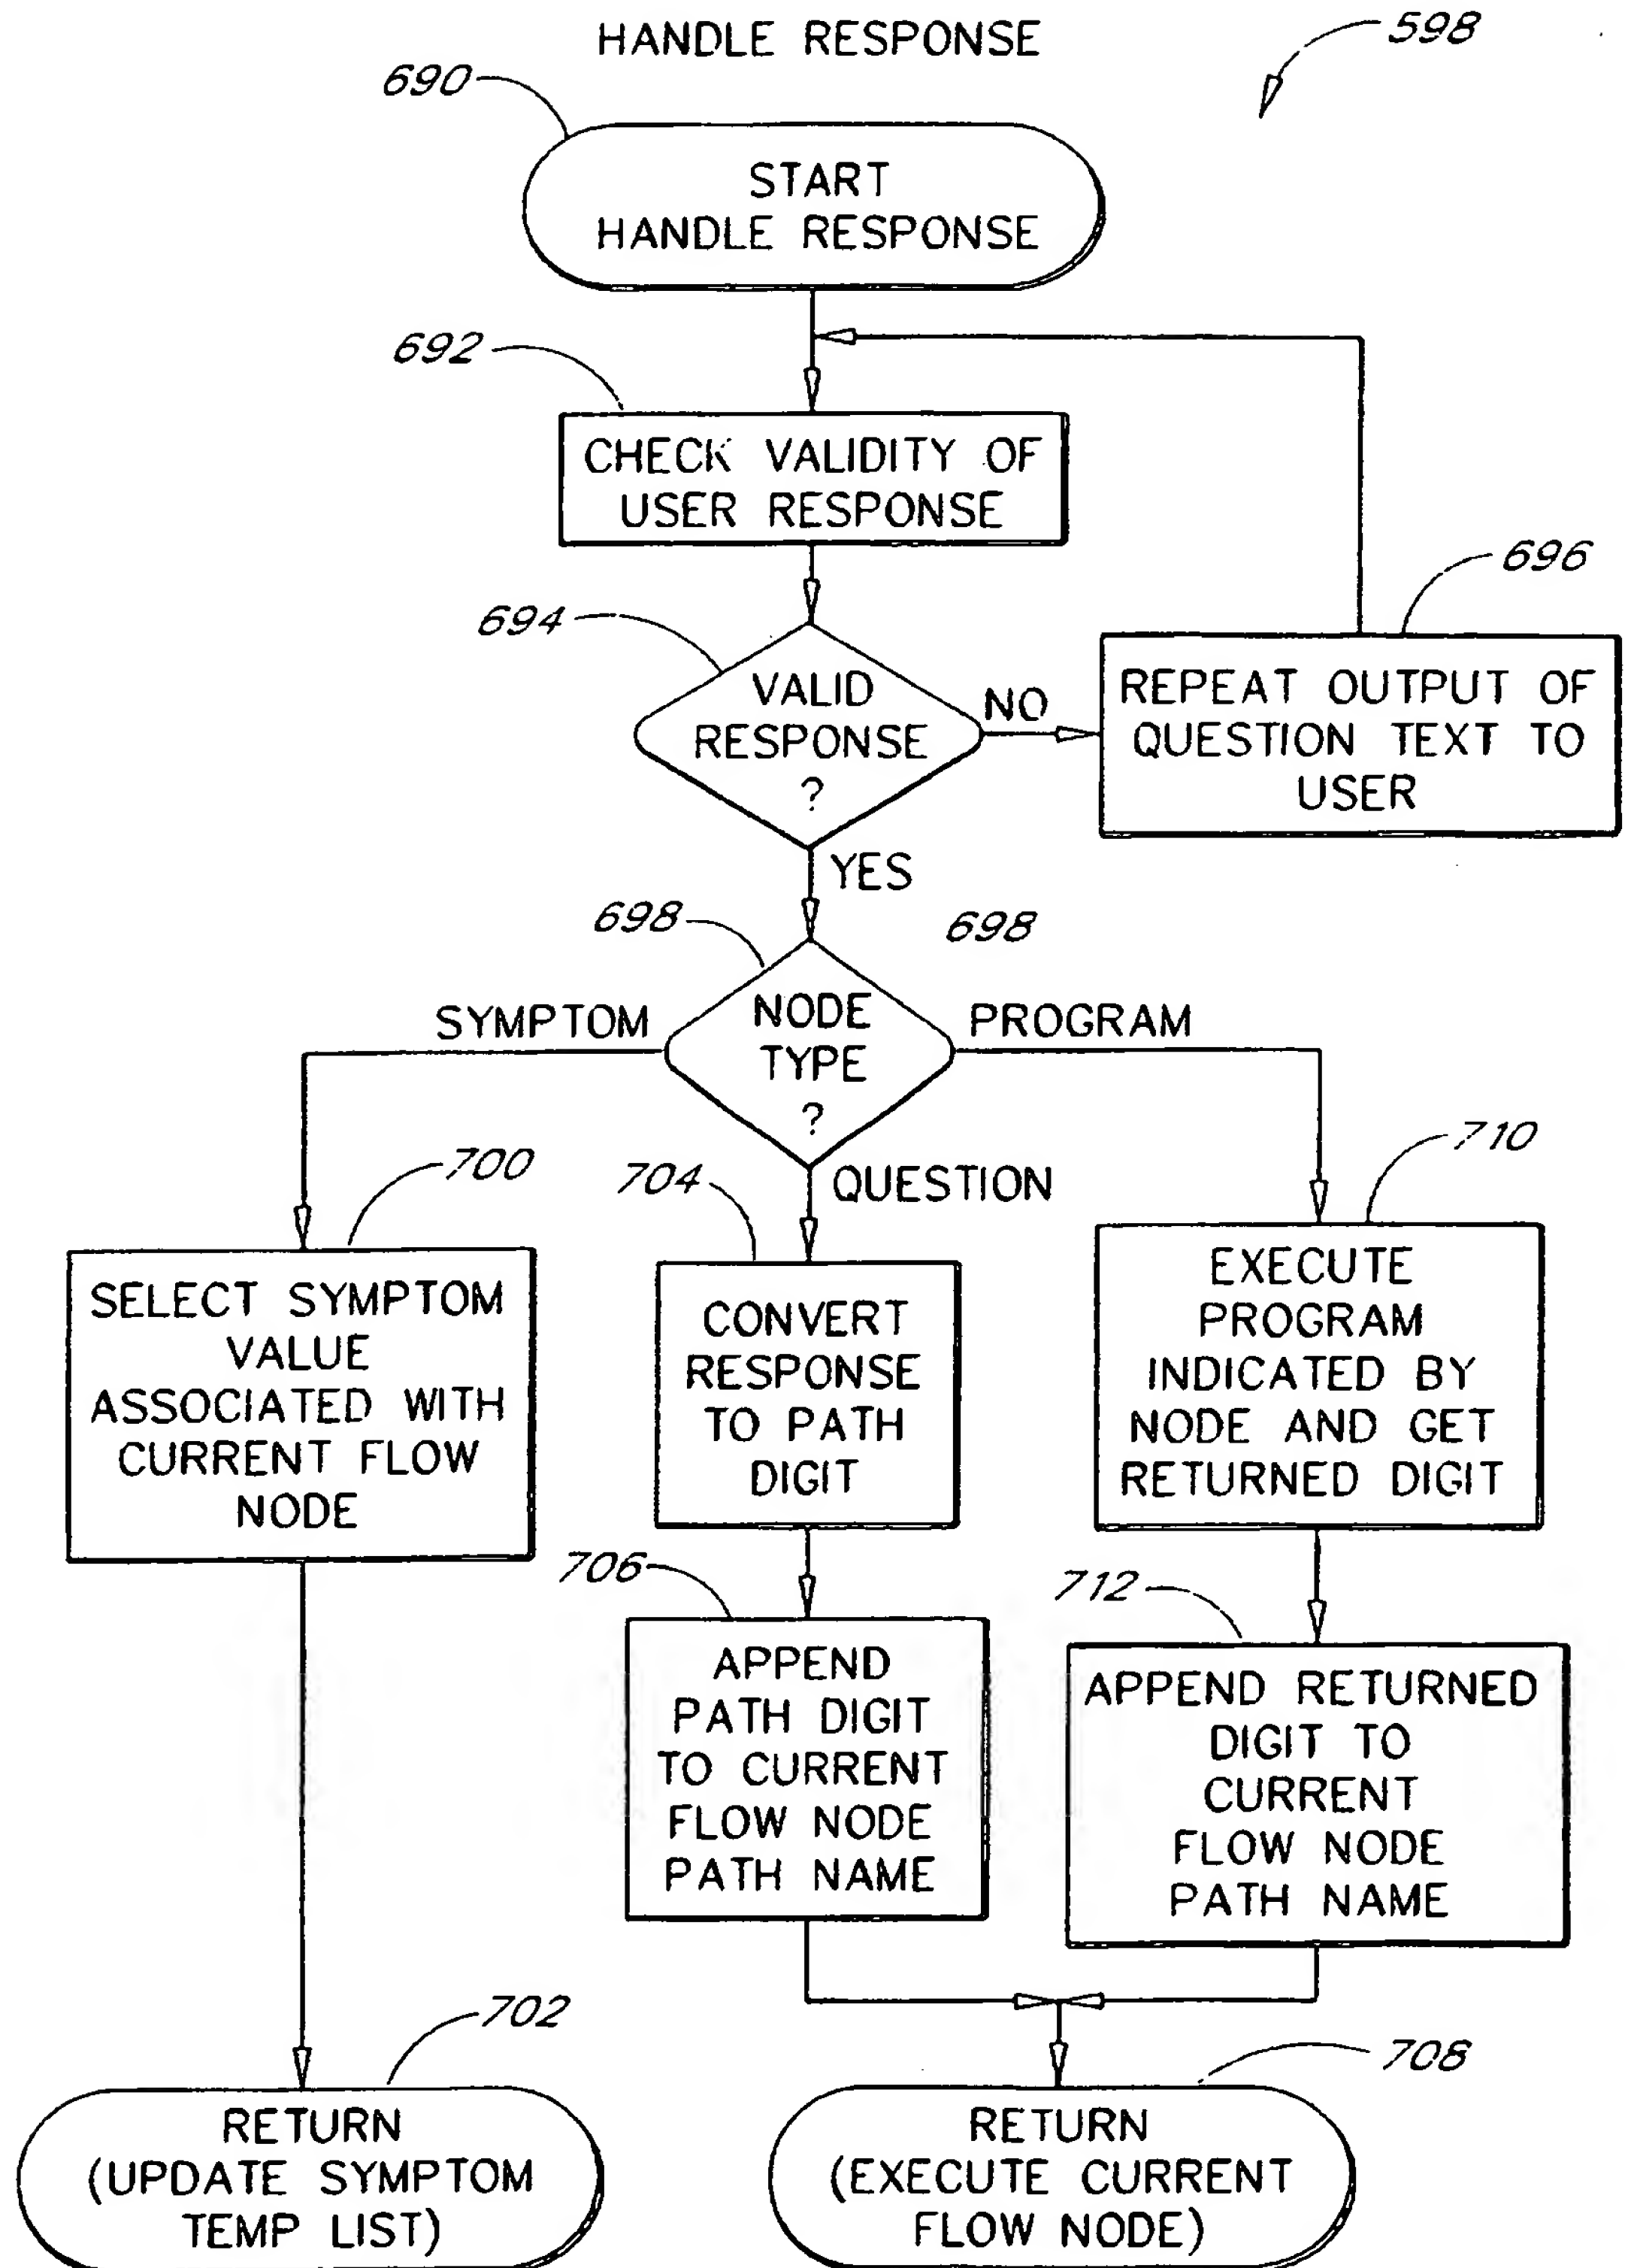 HANDLE RESPONSE
598
690
START
HANDLE RESPONSE
692
CHECK VALIDITY OF
USER RESPONSE
696
694
VALID
RESPONSE
?
NO
REPEAT OUTPUT OF
QUESTION TEXT TO
USER
YES
698
698
SYMPTOM
NODE
TYPE
?
PROGRAM
QUESTION
700
SELECT SYMPTOM
VALUE
ASSOCIATED WITH
CURRENT FLOW
NODE
704
CONVERT
RESPONSE
TO PATH
DIGIT
710
EXECUTE
PROGRAM
INDICATED BY
NODE AND GET
RETURNED DIGIT
706
APPEND
PATH DIGIT
TO CURRENT
FLOW NODE
PATH NAME
712
APPEND RETURNED
DIGIT TO
CURRENT
FLOW NODE
PATH NAME
702
RETURN
(UPDATE SYMPTOM
TEMP LIST)
708
RETURN
(EXECUTE CURRENT
FLOW NODE)